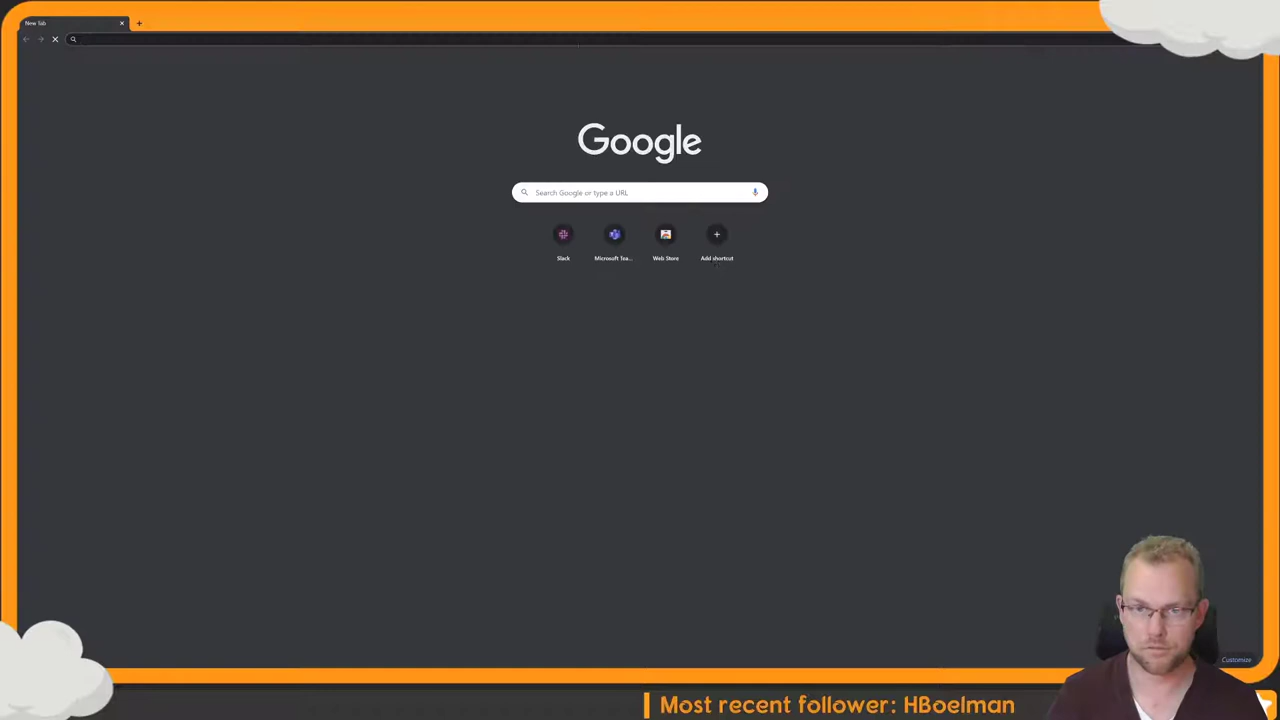 New Tab
Google
Search Google or type a URL
Slack
Microsoft Tea...
Web Store
Add shortcut
Customize
Most recent follower: HBoelman